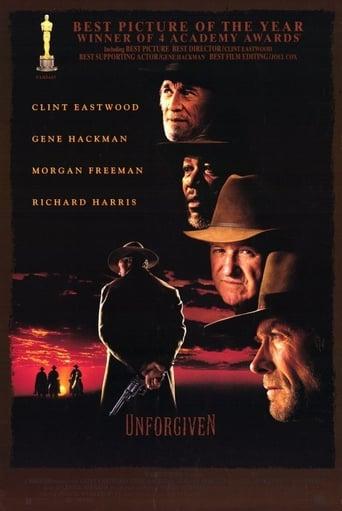 BEST PICTURE OF THE YEAR
WINNER OF 4 ACADEMY AWARDS
Including BEST PICTURE BEST DIRECTOR/CLINT EASTWOOD
BEST SUPPORTING ACTOR/GENE HACKMAN BEST FILM EDITING/JOEL COX
CLINT EASTWOOD
GENE HACKMAN
MORGAN FREEMAN
RICHARD HARRIS
UNFORGIVEN